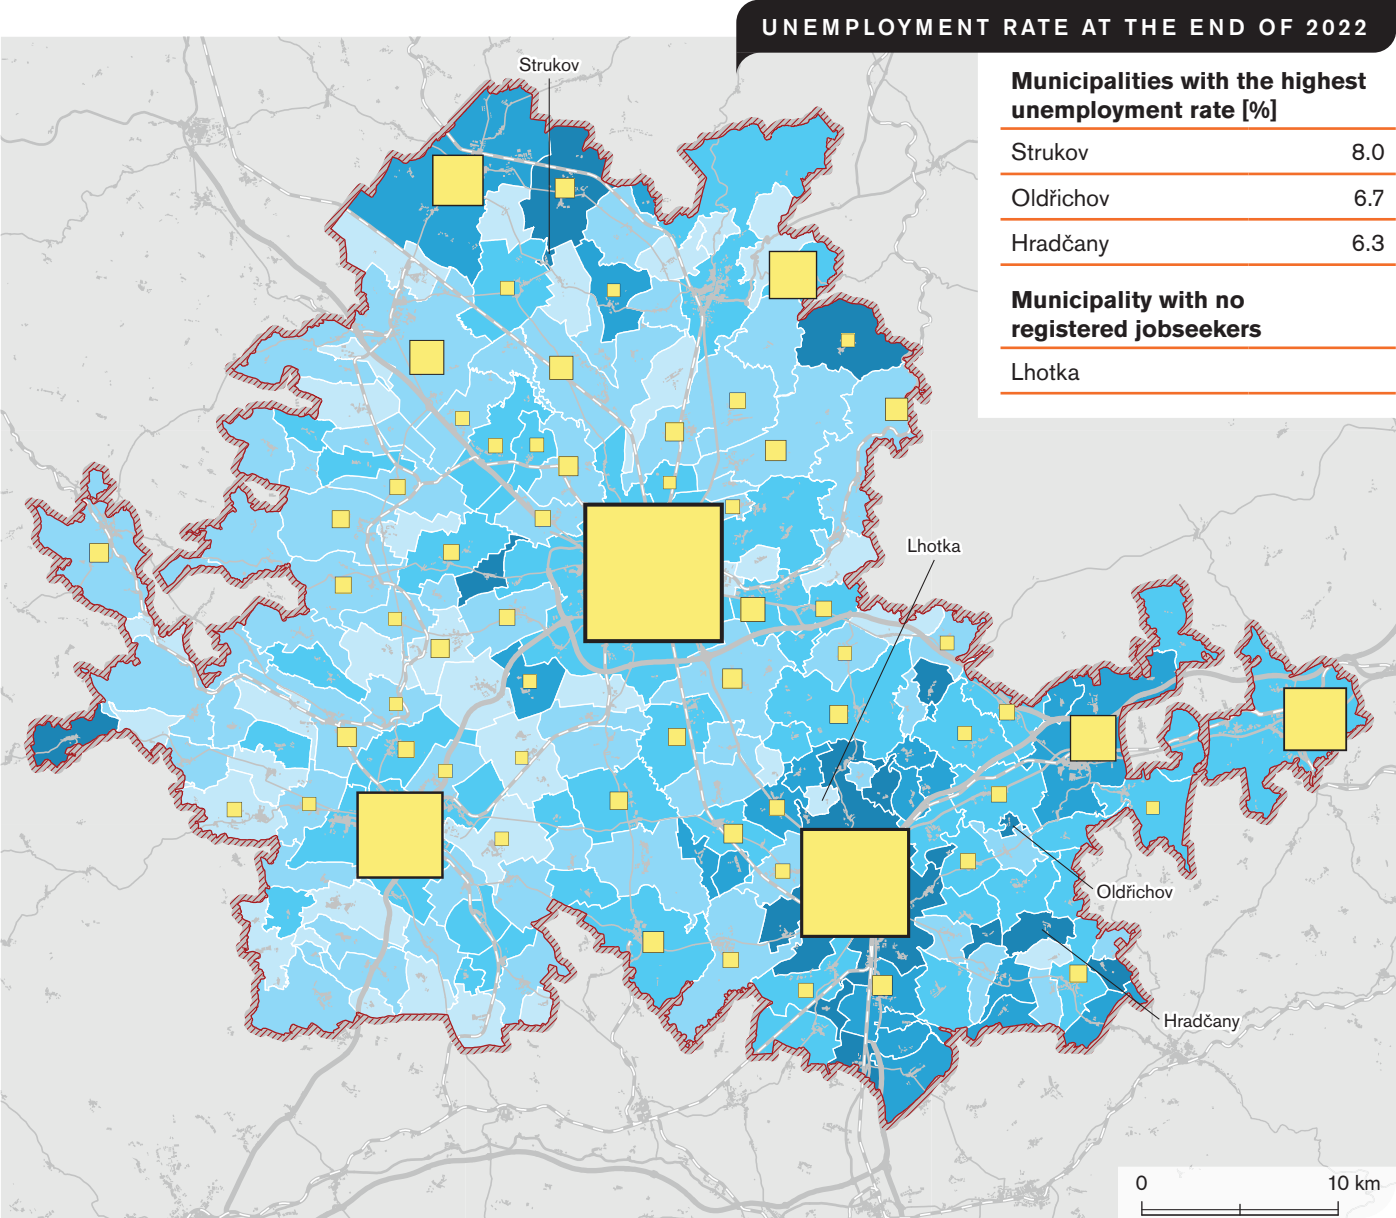 UNEMPLOYMENT RATE AT THE END OF 2022
Municipalities with the highest
unemployment rate [%]
Strukov 8.0
Oldřichov 6.7
Hradčany 6.3
Municipality with no
registered jobseekers
Lhotka
Strukov
Lhotka
Oldřichov
Hradčany
0 10 km